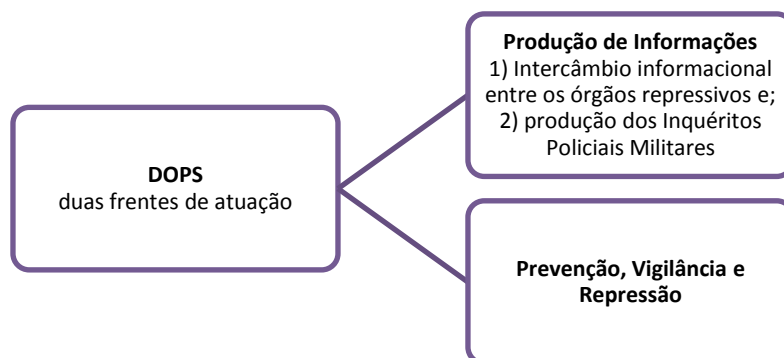 DOPS
duas frentes de atuação
Produção de Informações
1) Intercâmbio informacional
entre os órgãos repressivos e;
2) produção dos Inquéritos
Policiais Militares
Prevenção, Vigilância e
Repressão